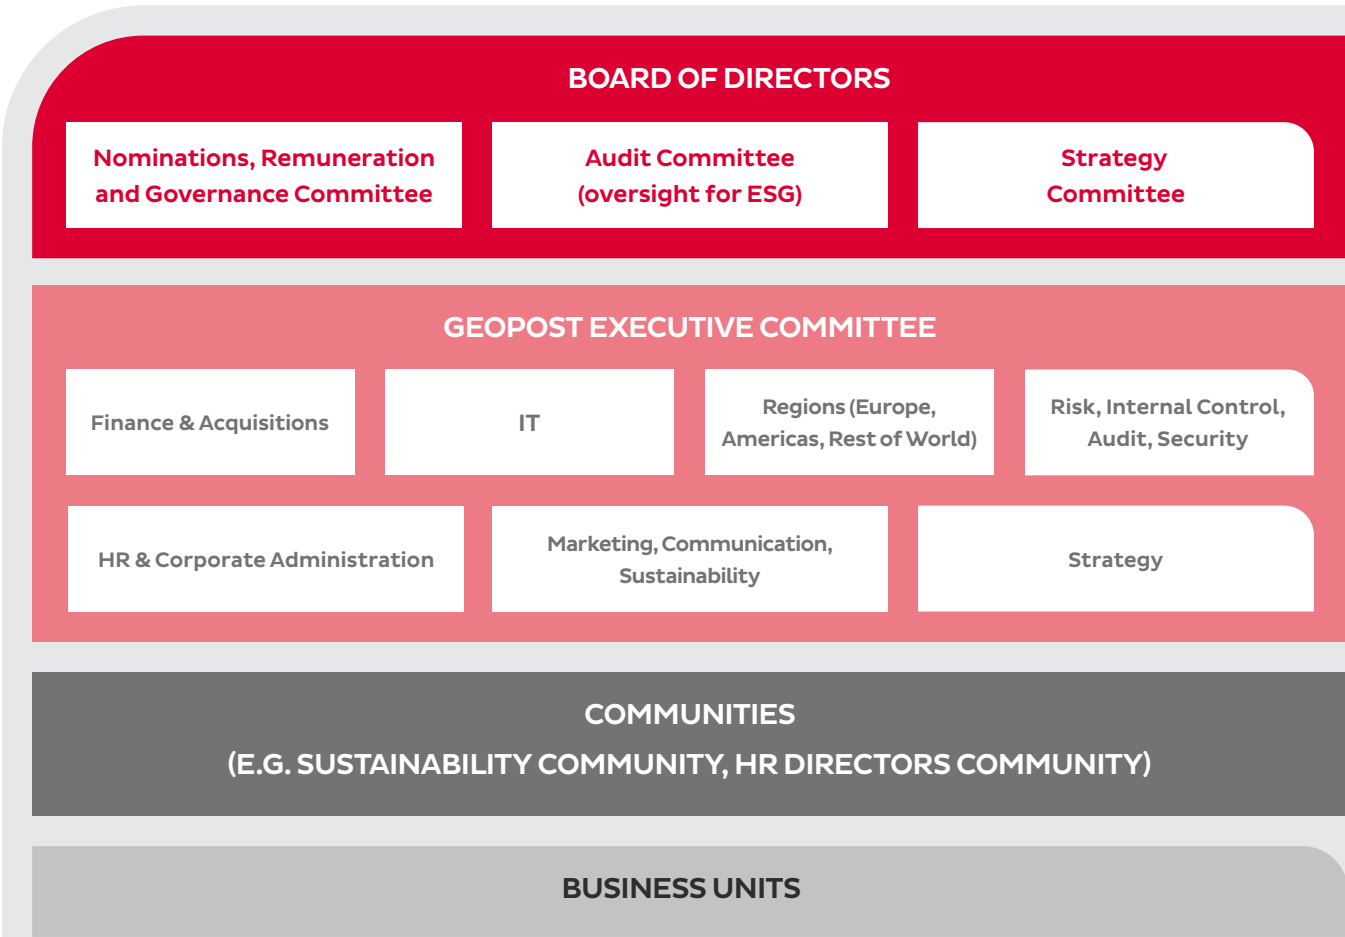 BOARD OF DIRECTORS
Nominations, Remuneration
and Governance Committee
Audit Committee
(oversight for ESG)
Strategy
Committee
GEOPOST EXECUTIVE COMMITTEE
Finance & Acquisitions
IT
Regions (Europe,
Americas, Rest of World)
Risk, Internal Control,
Audit, Security
HR & Corporate Administration
Marketing, Communication,
Sustainability
Strategy
COMMUNITIES
(E.G. SUSTAINABILITY COMMUNITY, HR DIRECTORS COMMUNITY)
BUSINESS UNITS